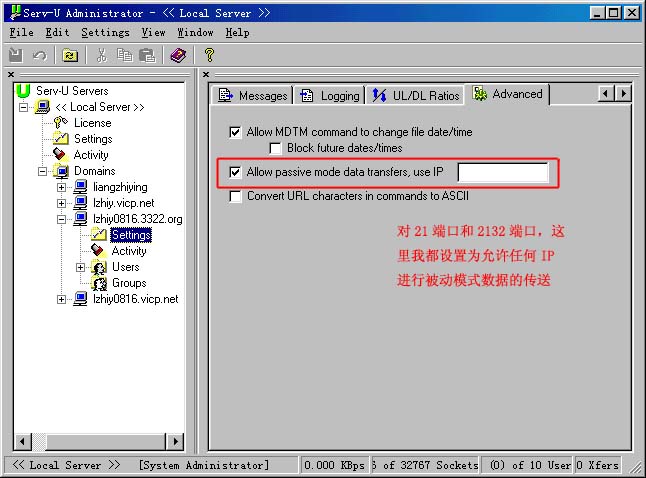 Serv-U Administrator - << Local Server >>
File Edit Settings View Window Help
Serv-U Servers
<< Local Server >>
License
Settings
Activity
Domains
liangzhiying
lzhiy.vicp.net
lzhiy0816.3322.org
Settings
Activity
Users
Groups
lzhiy0816.vicp.net
Messages Logging UL/DL Ratios Advanced
Allow MDTM command to change file date/time
Block future dates/times
Allow passive mode data transfers, use IP
Convert URL characters in commands to ASCII
对 21 端口和 2132 端口，这
里我都设置为允许任何 IP
进行被动模式数据的传送
<< Local Server >> [System Administrator] 0.000 KBps of 32767 Sockets (0) of 10 User 0 Xfers